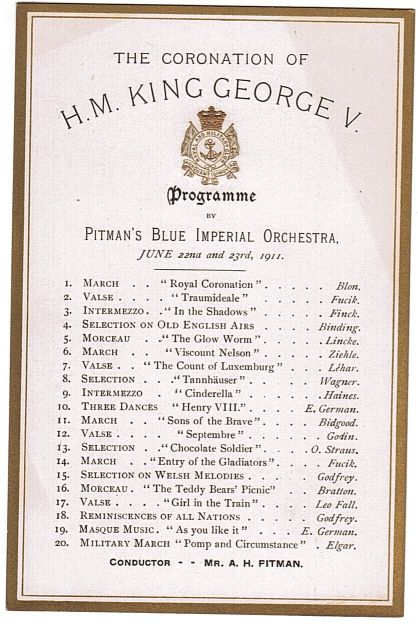 THE CORONATION OF
H.M. KING GEORGE V.
Programme
BY
PITMAN'S BLUE IMPERIAL ORCHESTRA,
JUNE 22nd and 23rd, 1911.
1. MARCH . . "Royal Coronation" . . . . . Blon.
2. VALSE . . . . "Traumideale" . . . . . Fucik.
3. INTERMEZZO. . "In the Shadows" . . . . Finck.
4. SELECTION ON OLD ENGLISH AIRS . . Binding.
5. MORCEAU . . "The Glow Worm" . . . . Lincke.
6. MARCH . . "Viscount Nelson" . . . . Ziehle.
7. VALSE . . "The Count of Luxemburg" . . Léhar.
8. SELECTION . . . "Tannhäuser" . . . . Wagner.
9. INTERMEZZO . . "Cinderella" . . . . Haines.
10. THREE DANCES "Henry VIII." . . . E. German.
11. MARCH . . . "Sons of the Brave" . . Bidgood.
12. VALSE. . . . . "Septembre" . . . . Godin.
13. SELECTION . . "Chocolate Soldier" . . O. Straus.
14. MARCH . . "Entry of the Gladiators" . . Fucik.
15. SELECTION ON WELSH MELODIES . . . Godfrey.
16. MORCEAU . "The Teddy Bears' Picnic" . Bratton.
17. VALSE . . . . "Girl in the Train" . . . Leo Fall.
18. REMINISCENCES OF ALL NATIONS . . . . Godfrey.
19. MASQUE MUSIC. "As you like it" . . E. German.
20. MILITARY MARCH "Pomp and Circumstance" . Elgar.
CONDUCTOR - - MR. A. H. PITMAN.